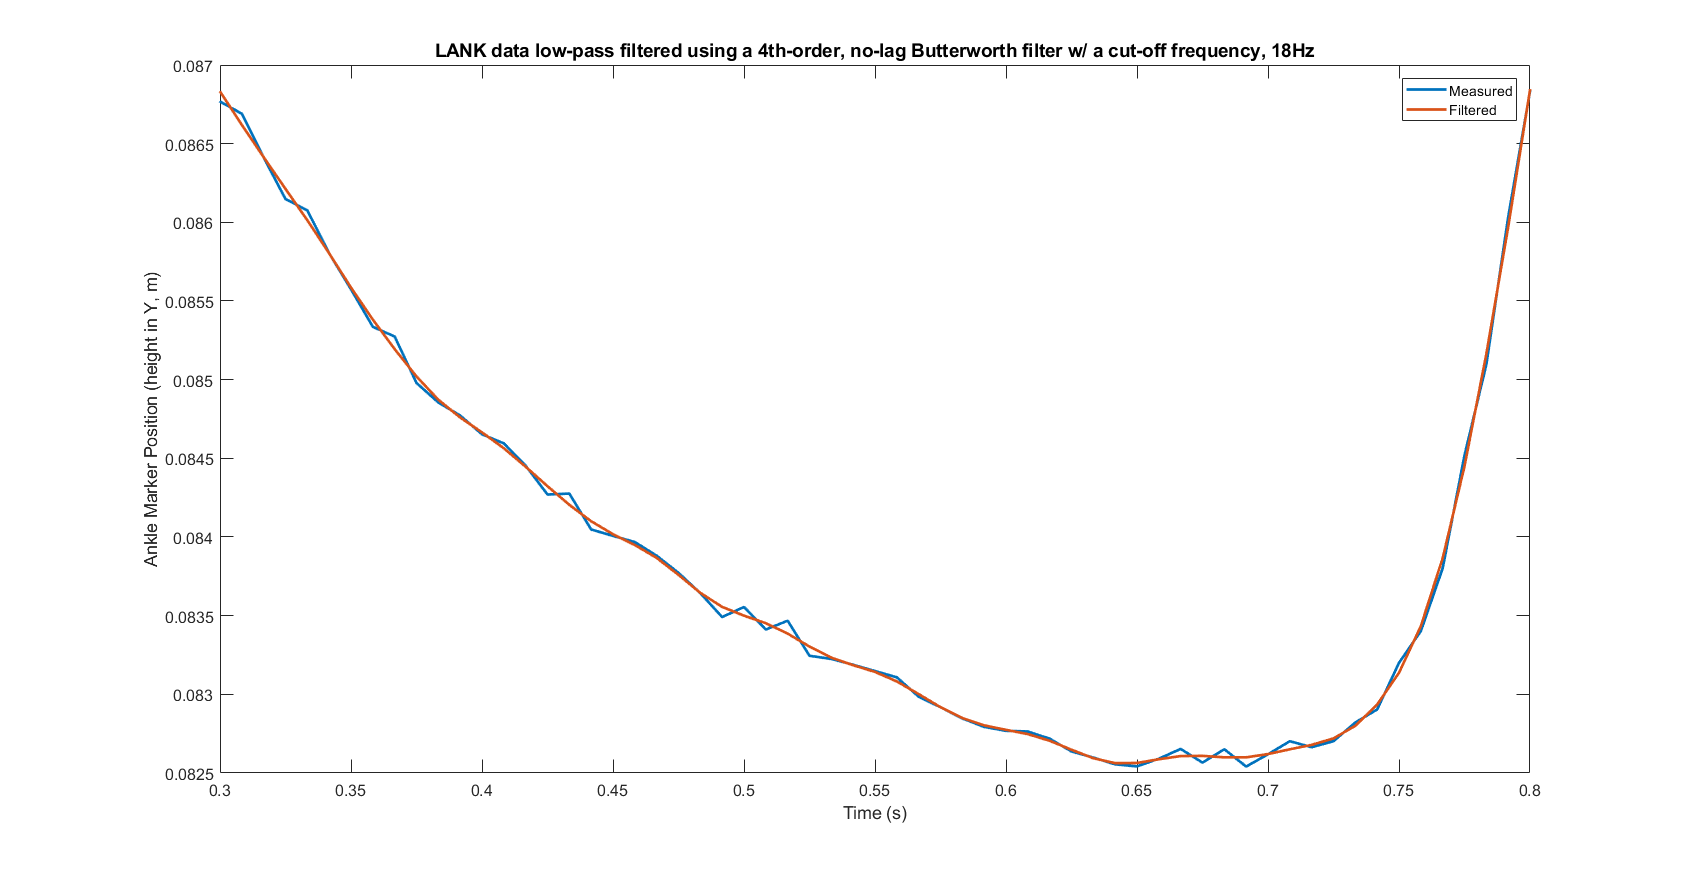 LANK data low-pass filtered using a 4th-order, no-lag Butterworth filter w/ a cut-off frequency, 18Hz
Measured
Filtered
0.087
0.0865
0.086
0.0855
0.085
0.0845
0.084
0.0835
0.083
0.0825
Ankle Marker Position (height in Y, m)
0.3 0.35 0.4 0.45 0.5 0.55 0.6 0.65 0.7 0.75 0.8
Time (s)